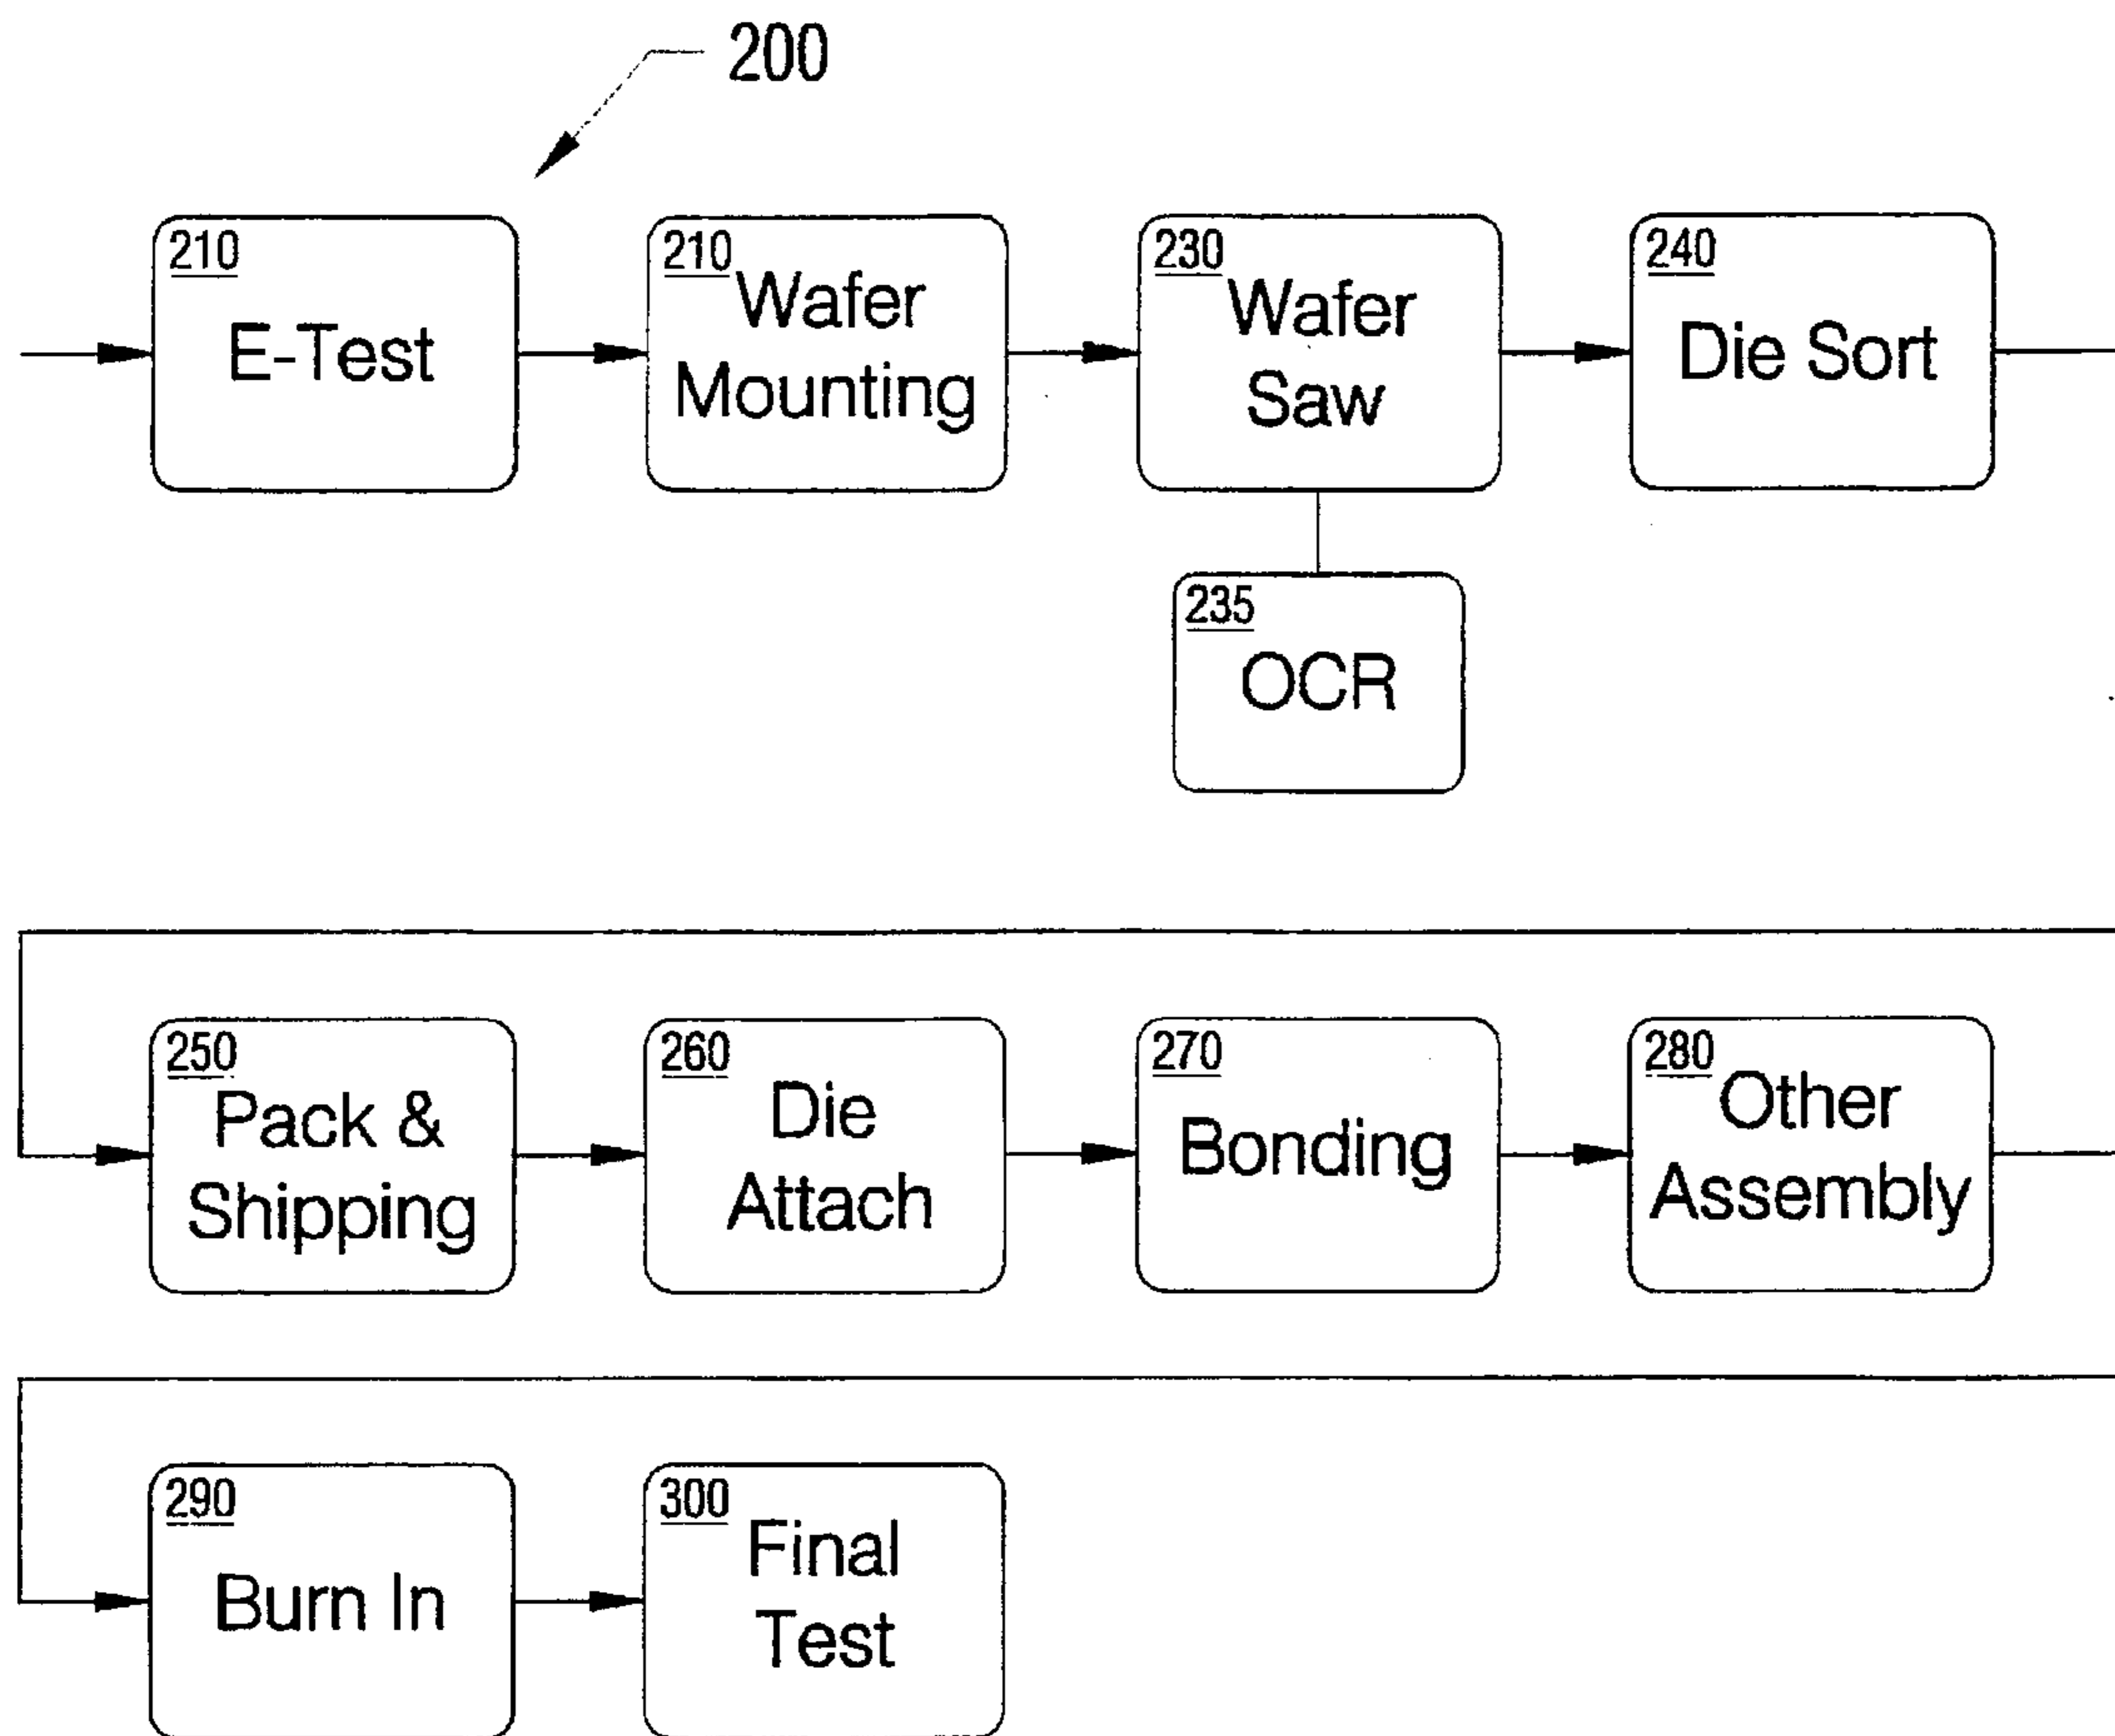 200
210
E-Test
210
Wafer
Mounting
230
Wafer
Saw
240
Die Sort
235
OCR
250
Pack &
Shipping
260
Die
Attach
270
Bonding
280
Other
Assembly
290
Burn In
300
Final
Test